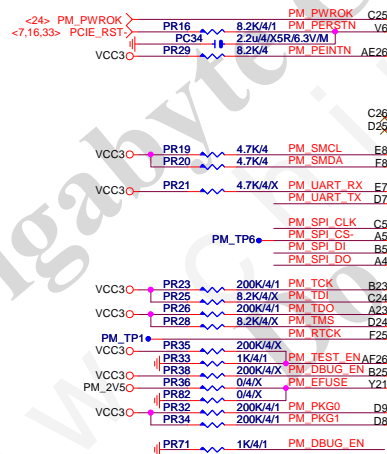 <24> PM_PWROK PM_PWROK C25
<7,16,33> PCIE_RST- PR16 8.2K/4/1 PM_PERSTN V6
PC34 2.2u/4/X5R/6.3V/M
VCC3 PR29 8.2K/4 PM_PEINTN AE26
C26
D25
VCC3 PR19 4.7K/4 PM_SMCL E8
PR20 4.7K/4 PM_SMDA F8
VCC3 PR21 4.7K/4/X PM_UART_RX E7
PM_UART_TX D7
PM_SPI_CLK C5
PM_TP6 PM_SPI_CS- A5
PM_SPI_DI B5
PM_SPI_DO A4
VCC3 PR23 200K/4/1 PM_TCK B23
PR25 8.2K/4/X PM_TDI C24
VCC3 PR26 200K/4/1 PM_TDO A23
PR28 8.2K/4/X PM_TMS D24
PM_TP1 PM_RTCK F25
VCC3 PR35 200K/4/X
PR33 1K/4/1 PM_TEST_EN AF26
VCC3 PR38 200K/4/X PM_DBUG_EN B25
PM_2V5 PR36 0/4/X PM_EFUSE Y21
PR82 0/4/X
VCC3 PR32 200K/4/1 PM_PKG0 D9
PR34 200K/4/1 PM_PKG1 D8
PR71 1K/4/1 PM_DBUG_EN